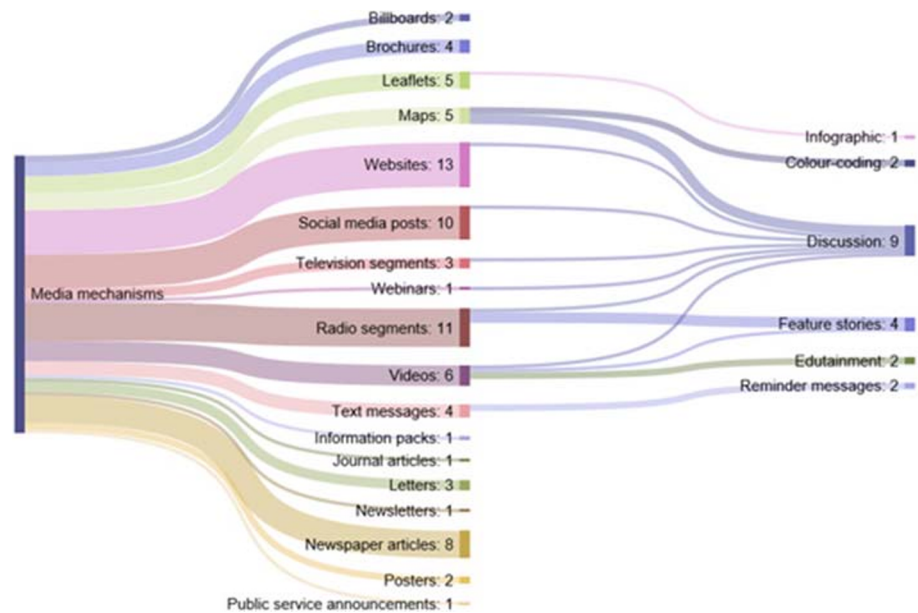 Billboards: 2
Brochures: 4
Leaflets: 5
Maps: 5
Websites: 13
Social media posts: 10
Television segments: 3
Webinars: 1
Media mechanisms
Radio segments: 11
Videos: 6
Text messages: 4
Information packs: 1
Journal articles: 1
Letters: 3
Newsletters: 1
Newspaper articles: 8
Posters: 2
Public service announcements: 1
Infographic: 1
Colour-coding: 2
Discussion: 9
Feature stories: 4
Edutainment: 2
Reminder messages: 2